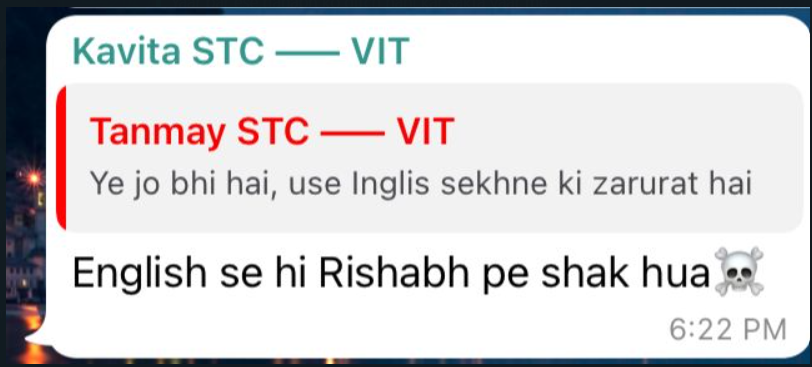 Kavita STC —— VIT
Tanmay STC —— VIT
Ye jo bhi hai, use Inglis sekhne ki zarurat hai
English se hi Rishabh pe shak hua☠️
6:22 PM